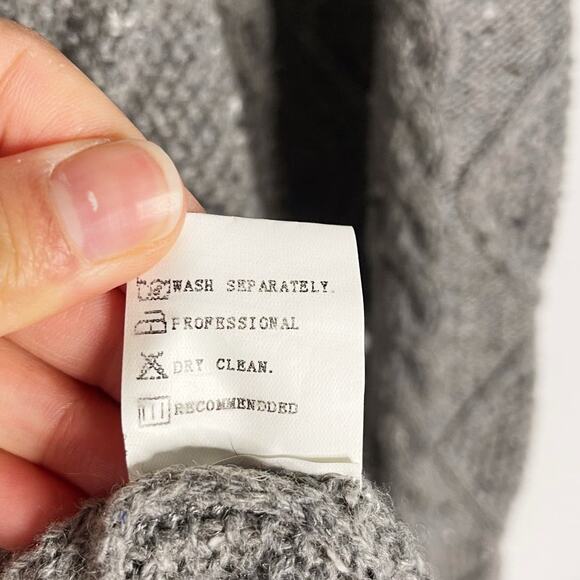 WASH SEPARATELY.
PROFESSIONAL
DRY CLEAN.
RECOMMENDDED